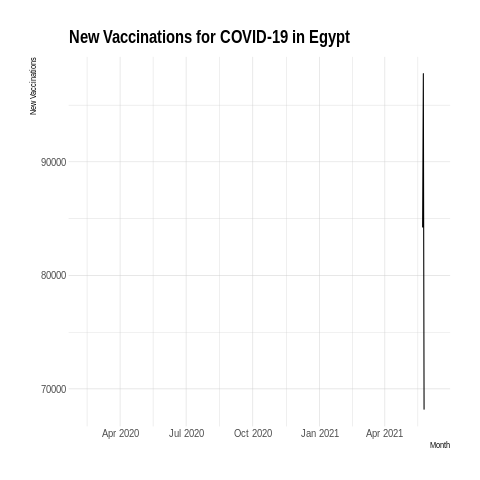 New Vaccinations for COVID-19 in Egypt
New Vaccinations
90000
80000
70000
Apr 2020 Jul 2020 Oct 2020 Jan 2021 Apr 2021
Month